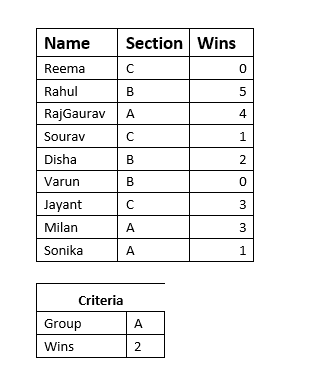 Name Section Wins
Reema C 0
Rahul B 5
RajGaurav A 4
Sourav C 1
Disha B 2
Varun B 0
Jayant C 3
Milan A 3
Sonika A 1
Criteria
Group A
Wins 2